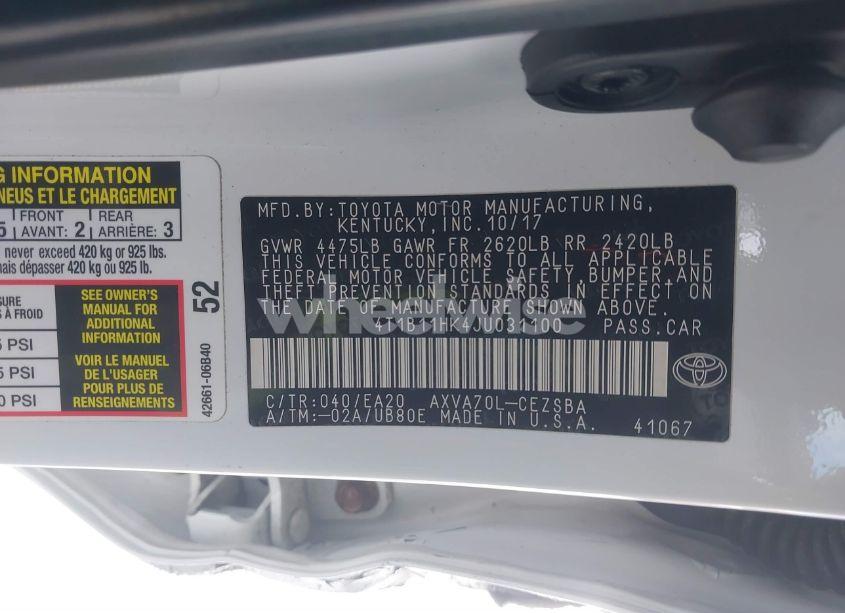 G INFORMATION
NEUS ET LE CHARGEMENT
5 FRONT AVANT: 2 REAR ARRIÈRE: 3
never exceed 420 kg or 925 lbs.
mais dépasser 420 kg ou 925 lb.
SURE
À FROID
5 PSI
5 PSI
0 PSI
SEE OWNER'S
MANUAL FOR
ADDITIONAL
INFORMATION
VOIR LE MANUEL
DE L'USAGER
POUR PLUS DE
RENSEIGNEMENTS
52
42661-06B40
MFD.BY:TOYOTA MOTOR MANUFACTURING,
KENTUCKY,INC.10/17
GVWR 4475LB GAWR FR 2620LB RR 2420LB
THIS VEHICLE CONFORMS TO ALL APPLICABLE
FEDERAL MOTOR VEHICLE SAFETY, BUMPER,AND
THEFT PREVENTION STANDARDS IN EFFECT ON
THE DATE OF MANUFACTURE SHOWN ABOVE.
PASS.CAR
C/TR:040/EA20 AXVA70L-CEZSBA
A/TM:-02A/UB80E MADE IN U.S.A. 41067